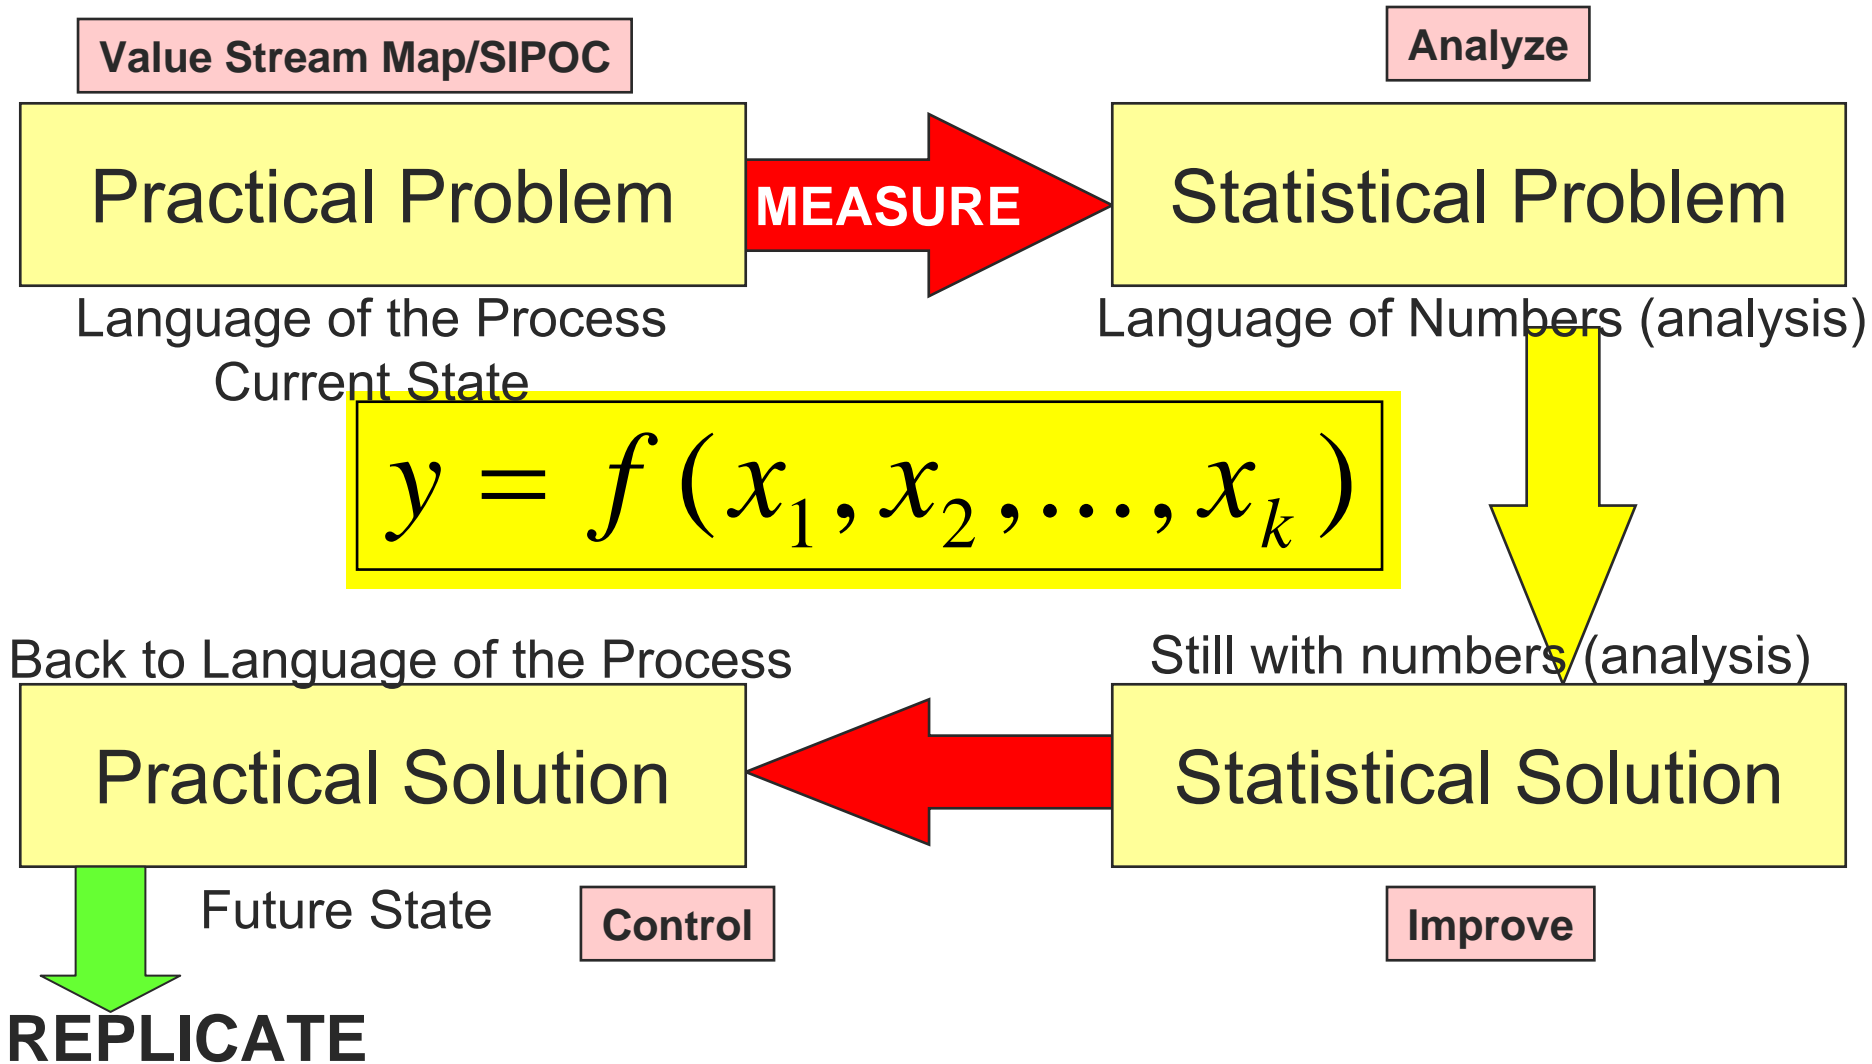 Value Stream Map/SIPOC
Analyze
Practical Problem
MEASURE
Statistical Problem
Language of the Process
Current State
Language of Numbers (analysis)
y = f(x₁, x₂, ..., xₖ)
Back to Language of the Process
Still with numbers (analysis)
Practical Solution
Statistical Solution
Future State
Control
Improve
REPLICATE